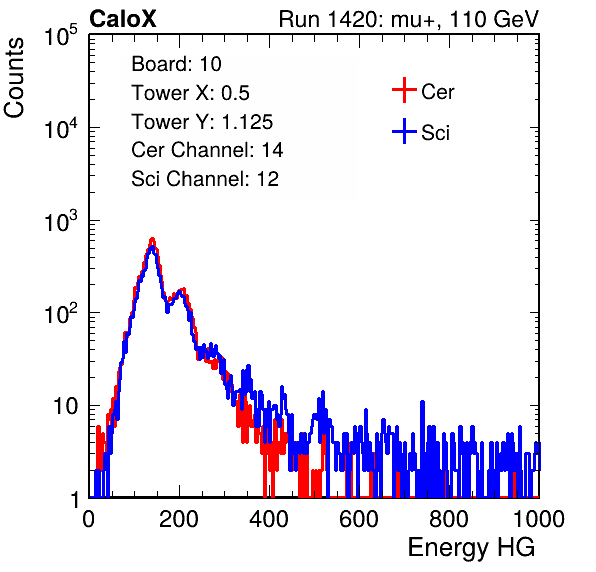 CaloX Run 1420: mu+, 110 GeV
Counts
Board: 10
Tower X: 0.5
Tower Y: 1.125
Cer Channel: 14
Sci Channel: 12
Cer
Sci
10^5
10^4
10^3
10^2
10
1
0 200 400 600 800 1000
Energy HG